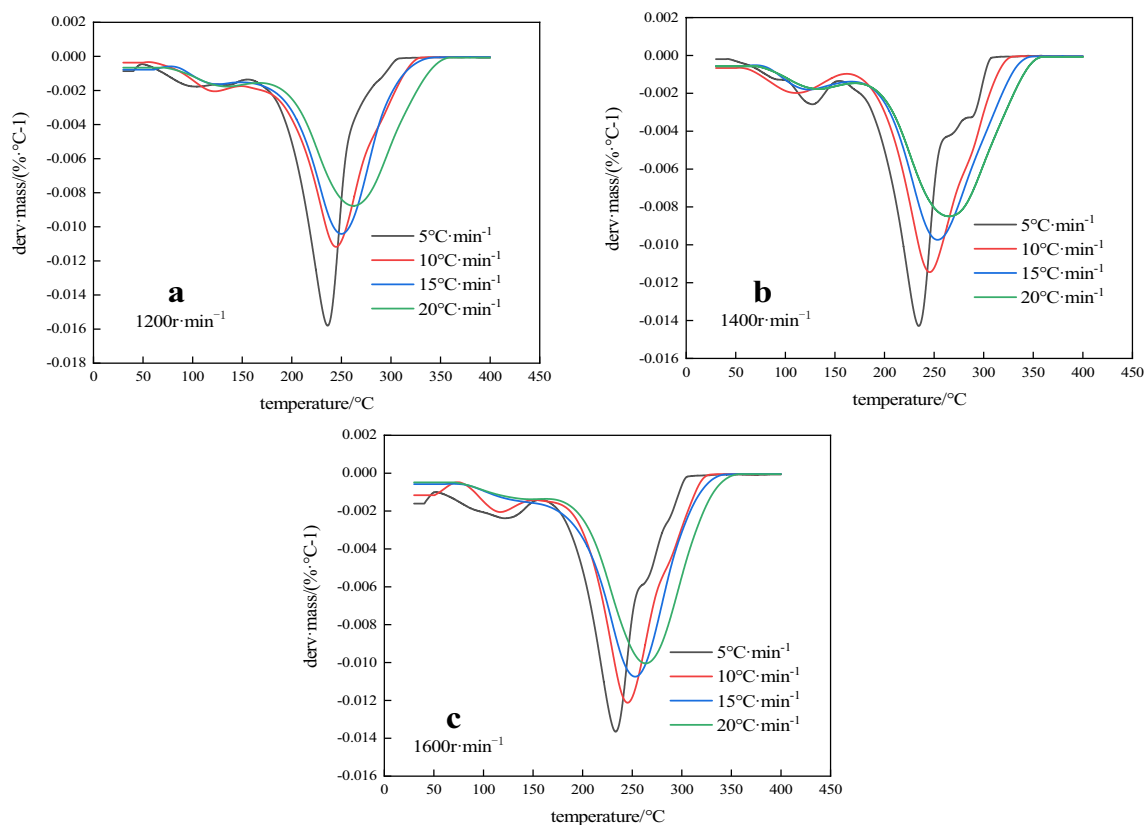 0.002
0.000
-0.002
-0.004
-0.006
-0.008
-0.010
-0.012
-0.014
-0.016
-0.018
derv·mass/(%·°C-1)
0 50 100 150 200 250 300 350 400 450
temperature/°C
5°C·min⁻¹
10°C·min⁻¹
15°C·min⁻¹
20°C·min⁻¹
a
1200r·min⁻¹
0.002
0.000
-0.002
-0.004
-0.006
-0.008
-0.010
-0.012
-0.014
-0.016
derv·mass/(%·°C-1)
0 50 100 150 200 250 300 350 400 450
temperature/°C
5°C·min⁻¹
10°C·min⁻¹
15°C·min⁻¹
20°C·min⁻¹
b
1400r·min⁻¹
0.002
0.000
-0.002
-0.004
-0.006
-0.008
-0.010
-0.012
-0.014
-0.016
derv·mass/(%·°C-1)
0 50 100 150 200 250 300 350 400 450
temperature/°C
5°C·min⁻¹
10°C·min⁻¹
15°C·min⁻¹
20°C·min⁻¹
c
1600r·min⁻¹